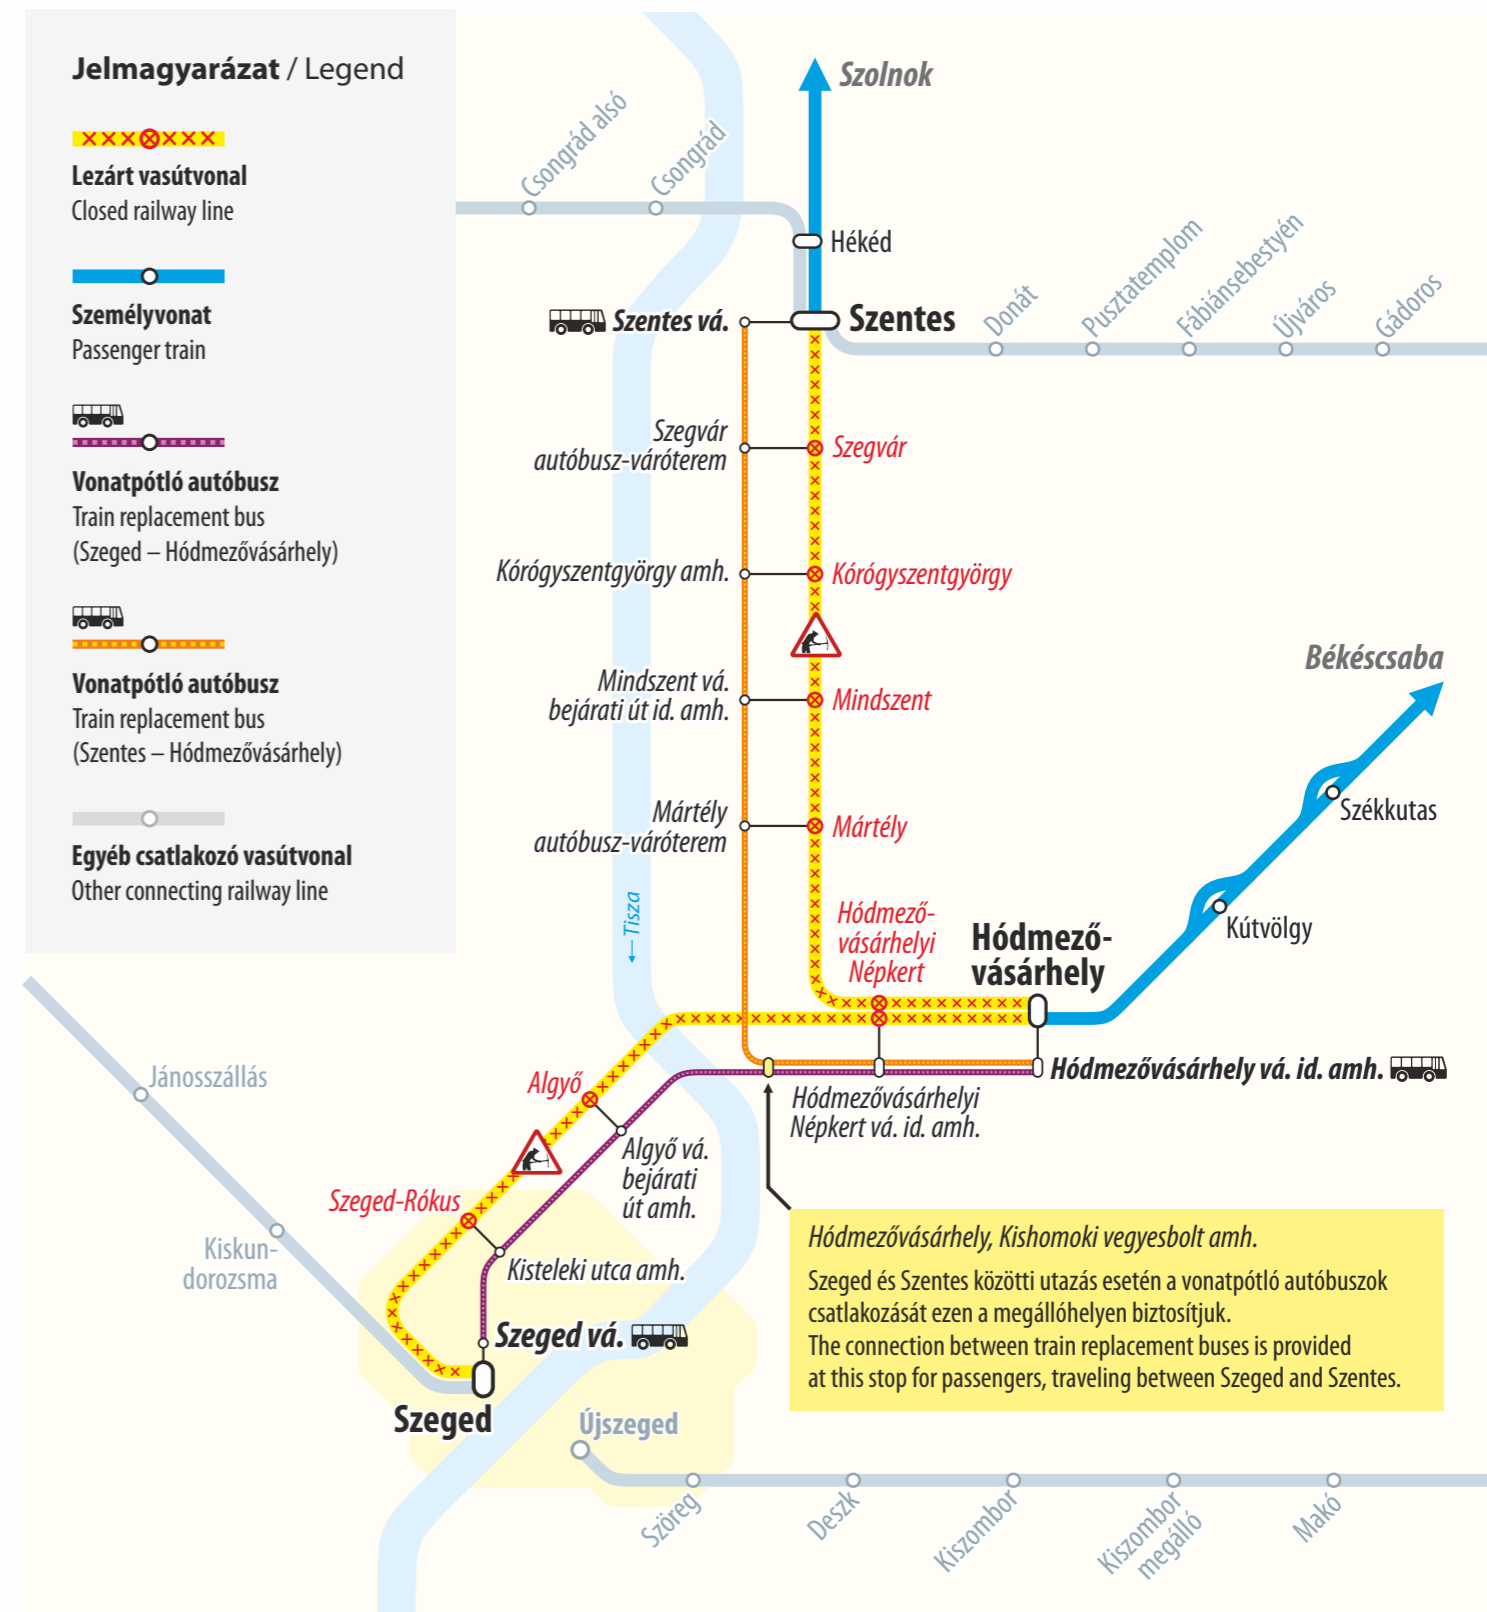 Jelmagyarázat / Legend
Lezárt vasútvonal
Closed railway line
Személyvonat
Passenger train
Vonatpótló autóbusz
Train replacement bus
(Szeged – Hódmezővásárhely)
Vonatpótló autóbusz
Train replacement bus
(Szentes – Hódmezővásárhely)
Egyéb csatlakozó vasútvonal
Other connecting railway line
Szolnok
Csongrád alsó
Csongrád
Hékéd
Szentes vá.
Szentes
Donát
Pusztatemplom
Fábiánsebestyén
Újváros
Gádoros
Szegvár
autóbusz-váróterem
Szegvár
Kórógyszentgyörgy amh.
Kórógyszentgyörgy
Mindszent vá.
bejárati út id. amh.
Mindszent
Békéscsaba
Székkutas
Kútvölgy
Mártély
autóbusz-váróterem
Mártély
← Tisza
Hódmező-
vásárhelyi
Népkert
Hódmező-
vásárhely
Hódmezővásárhely vá. id. amh.
Hódmezővásárhelyi
Népkert vá. id. amh.
Jánosszállás
Algyő
Algyő vá.
bejárati
út amh.
Szeged-Rókus
Kiskun-
dorozsma
Kisteleki utca amh.
Szeged vá.
Szeged
Hódmezővásárhely, Kishomoki vegyesbolt amh.
Szeged és Szentes közötti utazás esetén a vonatpótló autóbuszok
csatlakozását ezen a megállóhelyen biztosítjuk.
The connection between train replacement buses is provided
at this stop for passengers, traveling between Szeged and Szentes.
Újszeged
Szöreg
Deszk
Kiszombor
Kiszombor
megálló
Makó